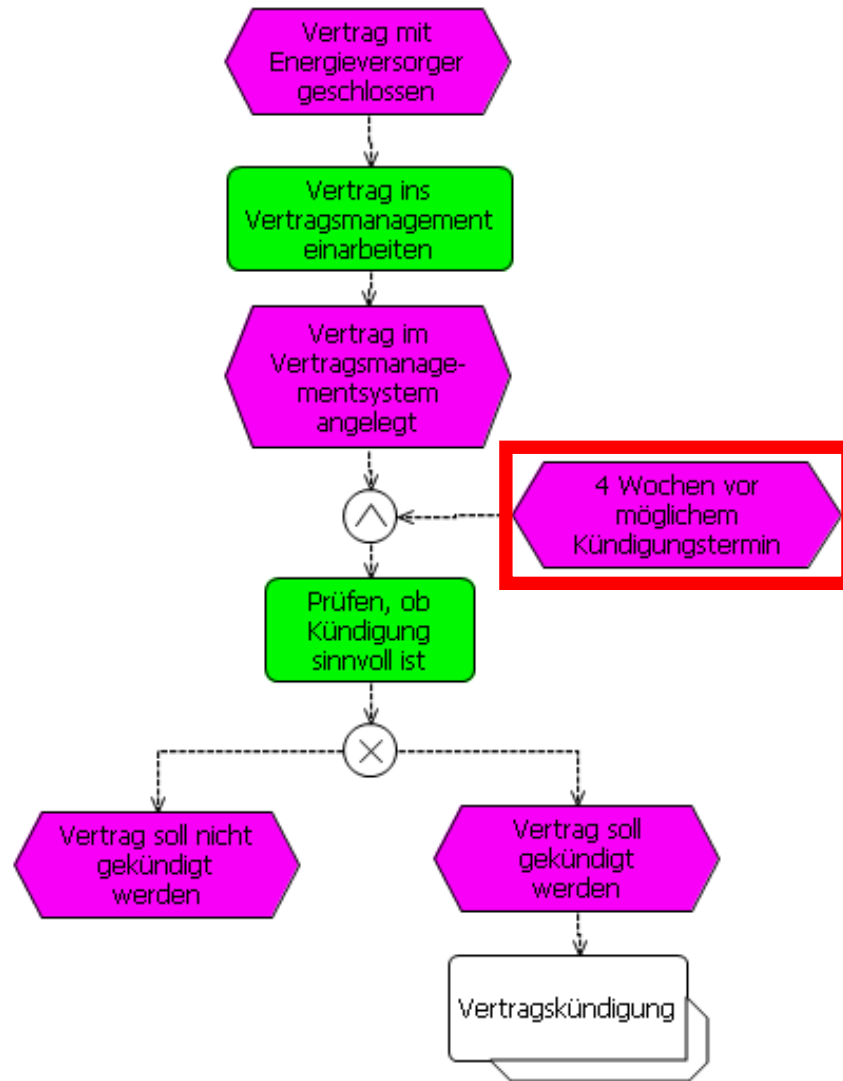 Vertrag mit
Energieversorger
geschlossen
Vertrag ins
Vertragsmanagement
einarbeiten
Vertrag im
Vertragsmanage-
mentsystem
angelegt
4 Wochen vor
möglichem
Kündigungstermin
Prüfen, ob
Kündigung
sinnvoll ist
Vertrag soll nicht
gekündigt
werden
Vertrag soll
gekündigt
werden
Vertragskündigung